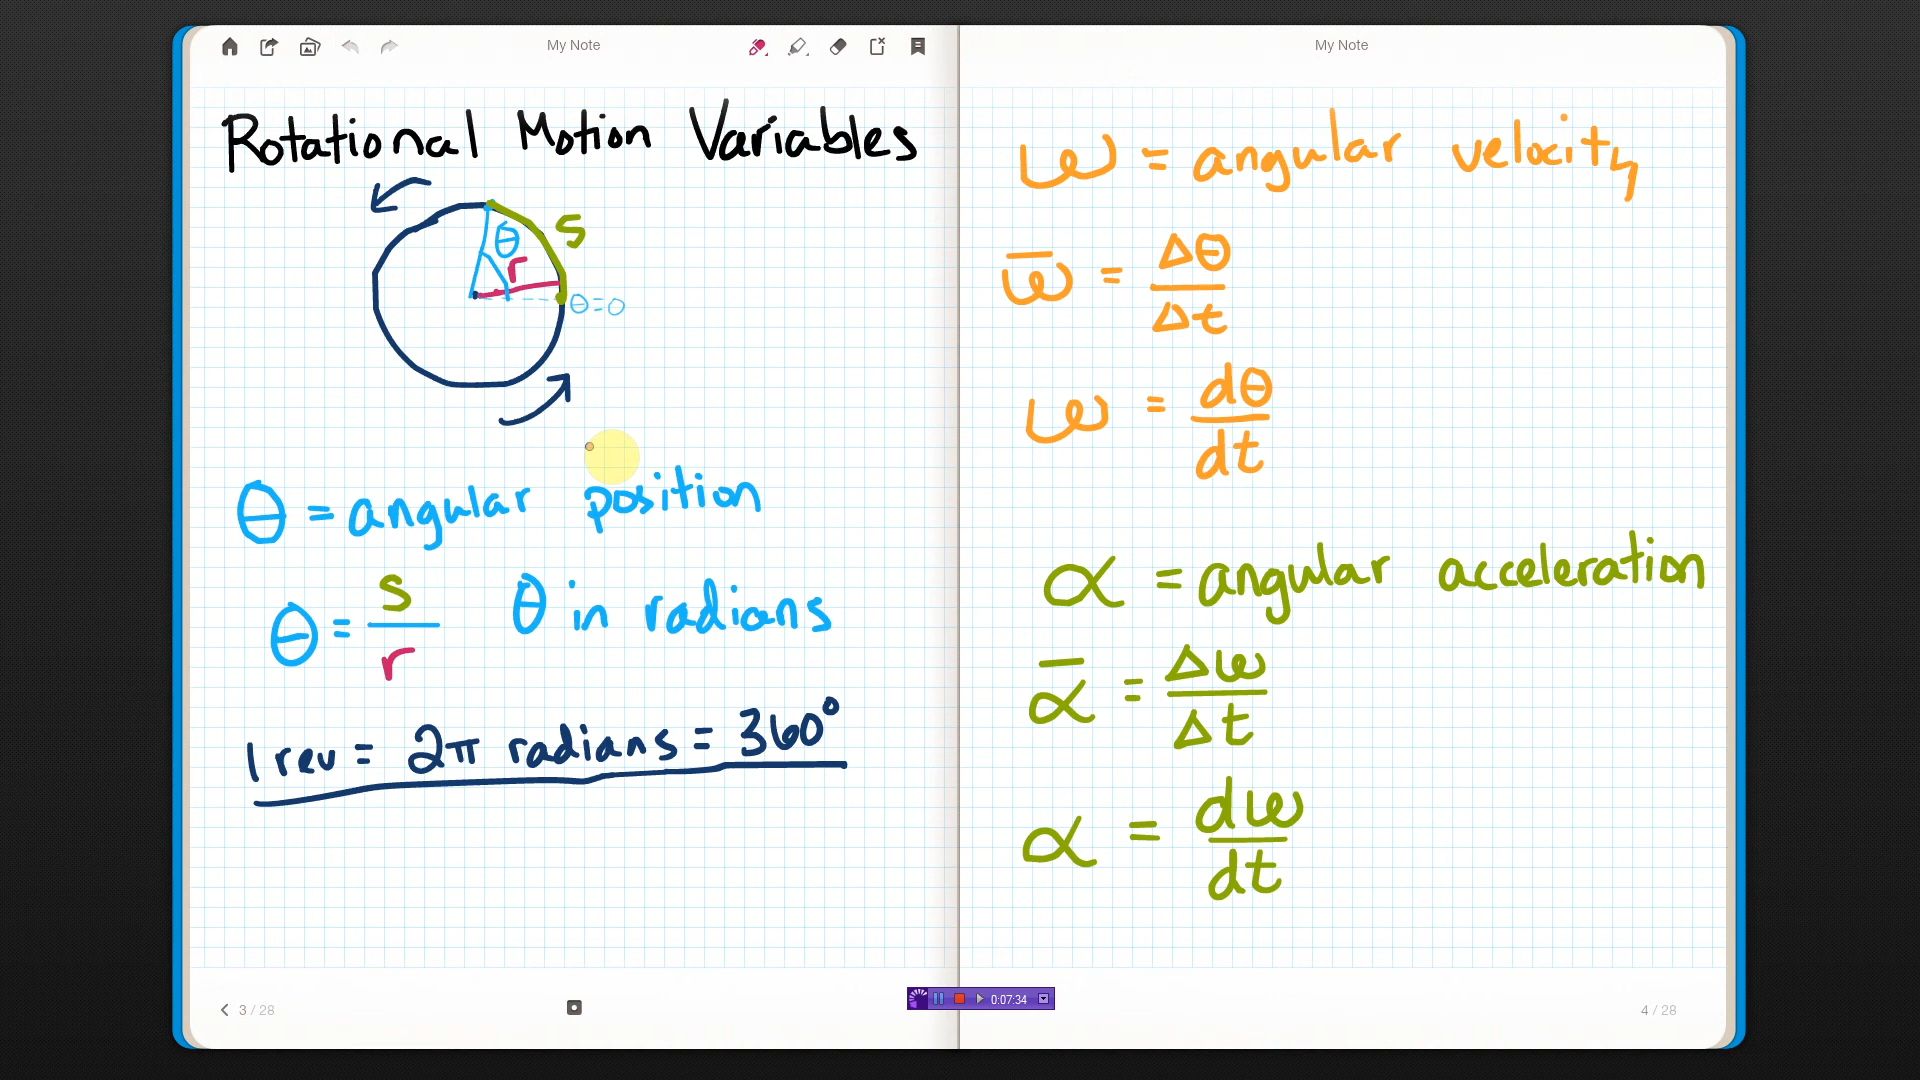 My Note
Rotational Motion Variables
s
θ
r
θ=0
θ = angular position
θ = s/r   θ in radians
1 rev = 2π radians = 360°
3 / 28
My Note
ω = angular velocity
ω̅ = Δθ/Δt
ω = dθ/dt
α = angular acceleration
α̅ = Δω/Δt
α = dω/dt
0:07:34
4 / 28